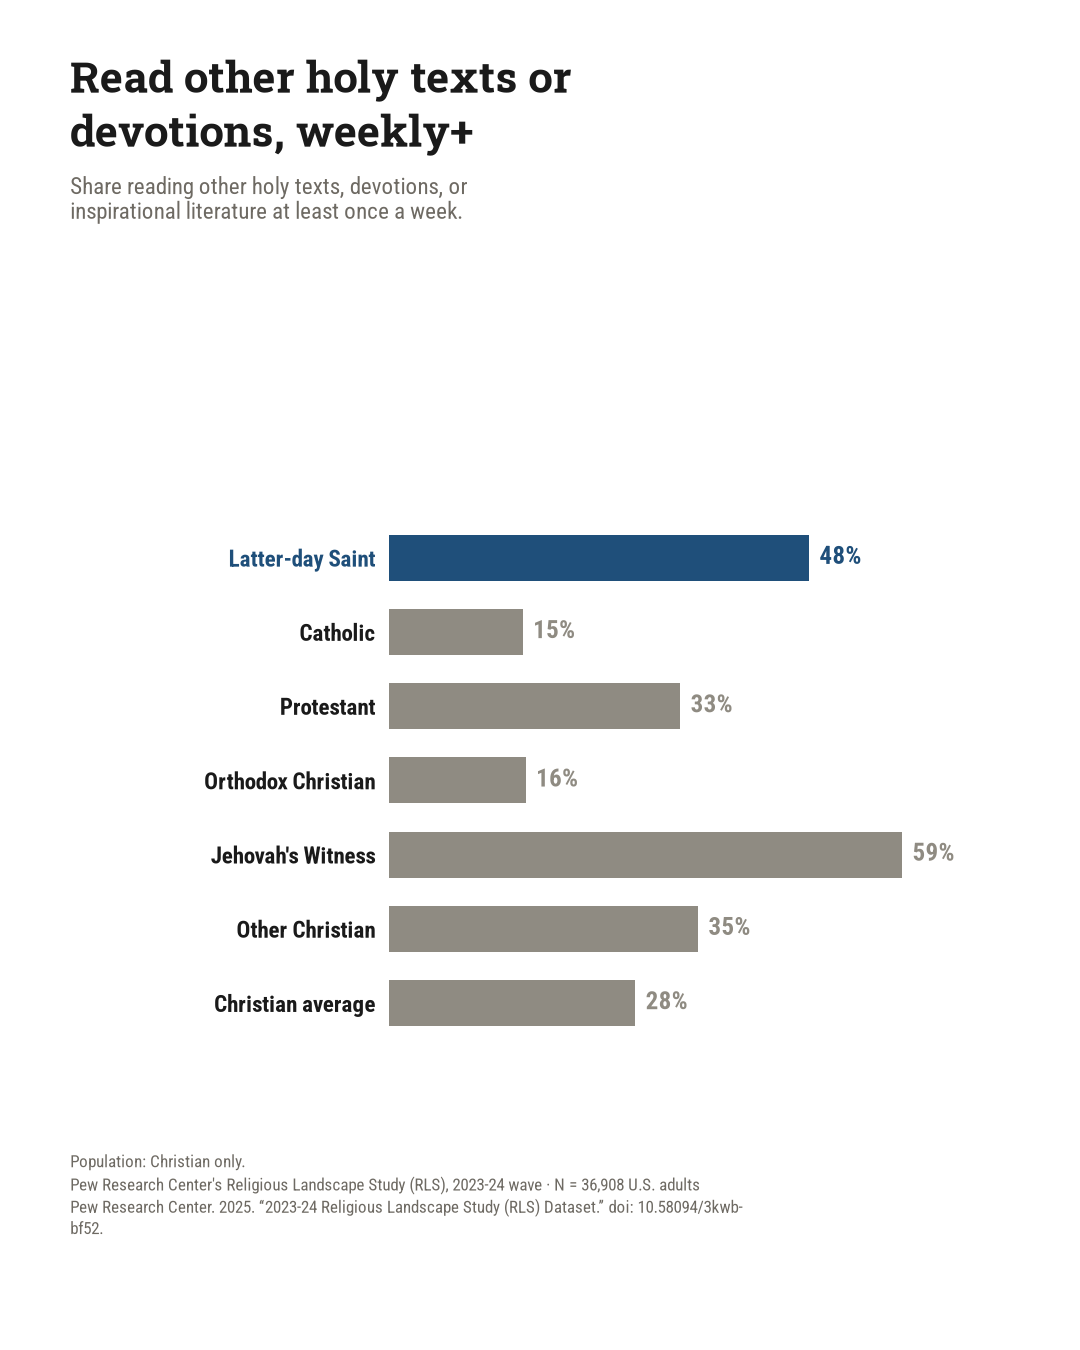 Read other holy texts or
devotions, weekly+
Share reading other holy texts, devotions, or
inspirational literature at least once a week.
Latter-day Saint 48%
Catholic 15%
Protestant 33%
Orthodox Christian 16%
Jehovah's Witness 59%
Other Christian 35%
Christian average 28%
Population: Christian only.
Pew Research Center's Religious Landscape Study (RLS), 2023-24 wave · N = 36,908 U.S. adults
Pew Research Center. 2025. “2023-24 Religious Landscape Study (RLS) Dataset.” doi: 10.58094/3kwb-
bf52.